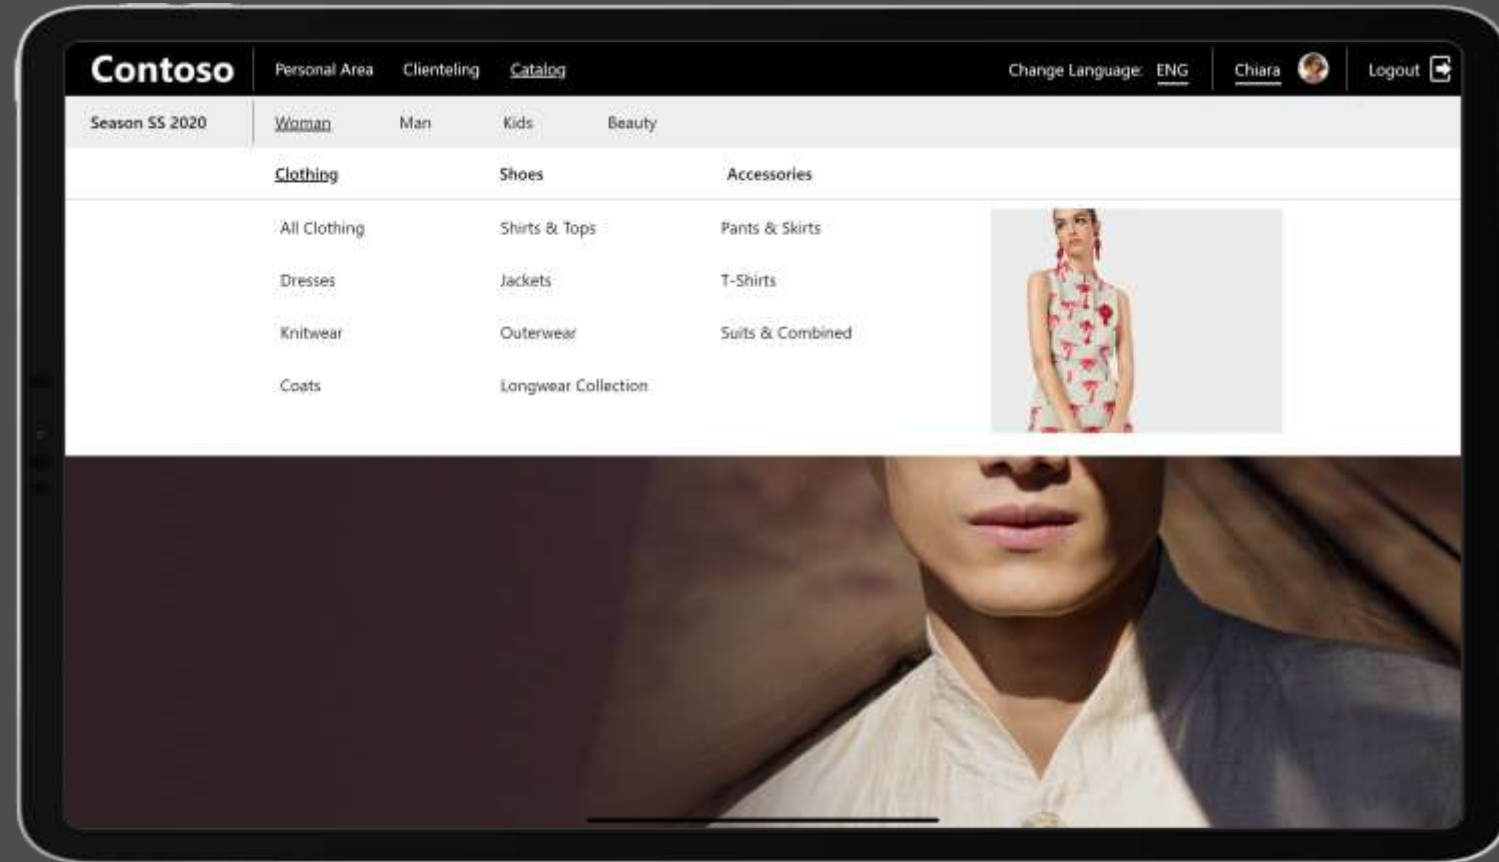 Contoso Personal Area Clienteling Catalog Change Language: ENG Chiara Logout
Season SS 2020 Woman Man Kids Beauty
Clothing Shoes Accessories
All Clothing Shirts & Tops Pants & Skirts
Dresses Jackets T-Shirts
Knitwear Outerwear Suits & Combined
Coats Longwear Collection